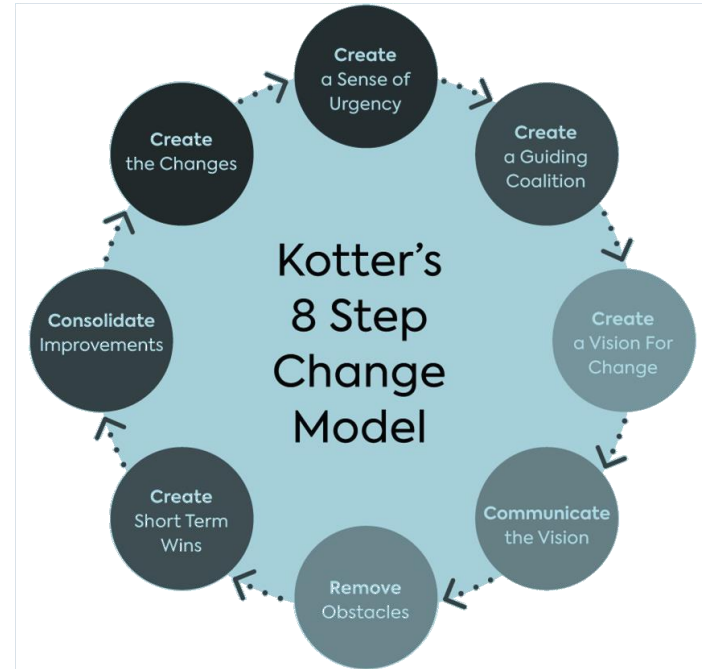 Kotter's
8 Step
Change
Model
Create
a Sense of
Urgency
Create
a Guiding
Coalition
Create
a Vision For
Change
Communicate
the Vision
Remove
Obstacles
Create
Short Term
Wins
Consolidate
Improvements
Create
the Changes